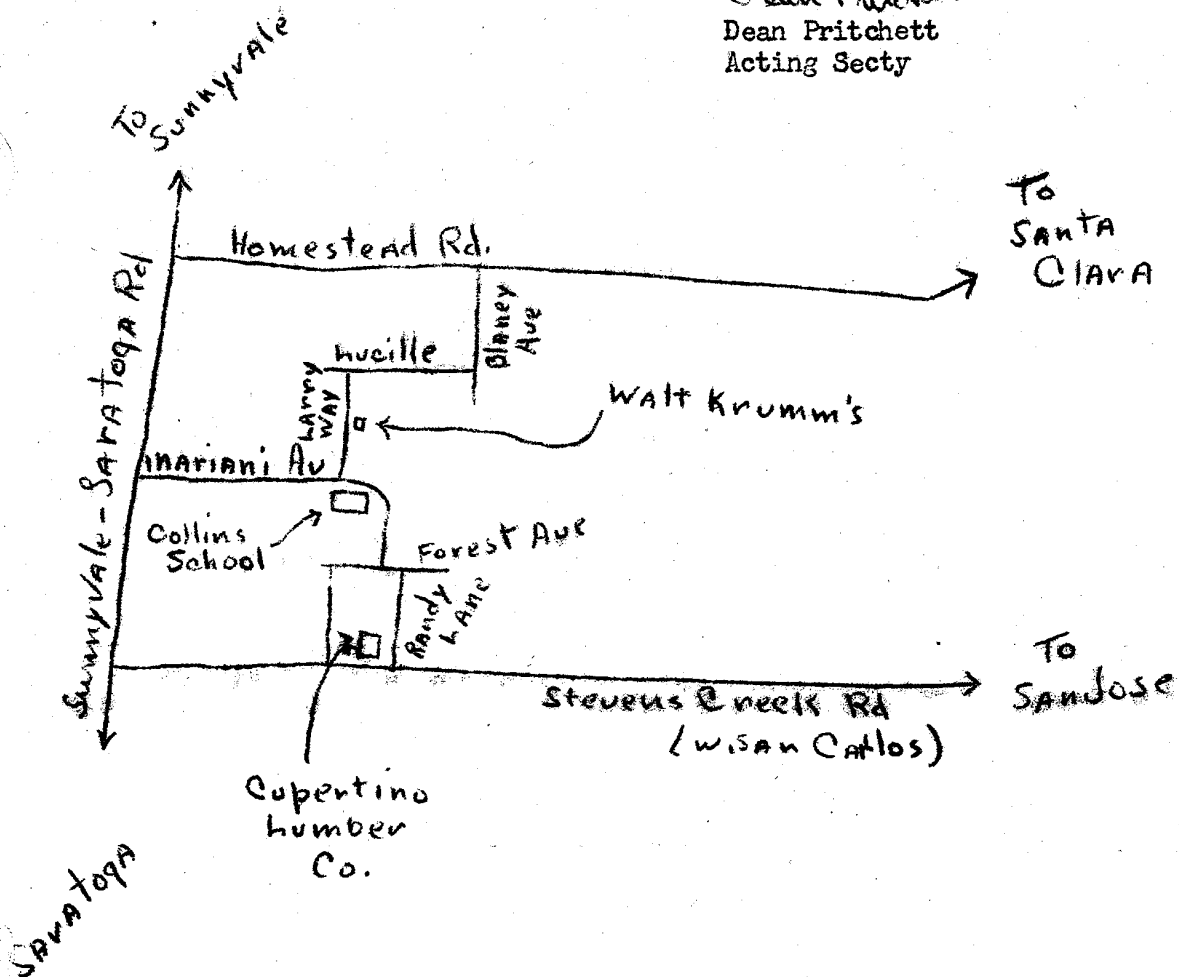 Dean Pritchett
Acting Secty
To
Sunnyvale
To
Santa
Clara
Homestead Rd.
Blaney
Ave
Lucille
Larry
Way
Walt Krumm's
Sunnyvale-Saratoga Rd
Mariani Av
Collins
School
Forest Ave
Randy
Lane
To
San Jose
Stevens Creek Rd
(W. San Carlos)
Cupertino
Lumber
Co.
Saratoga